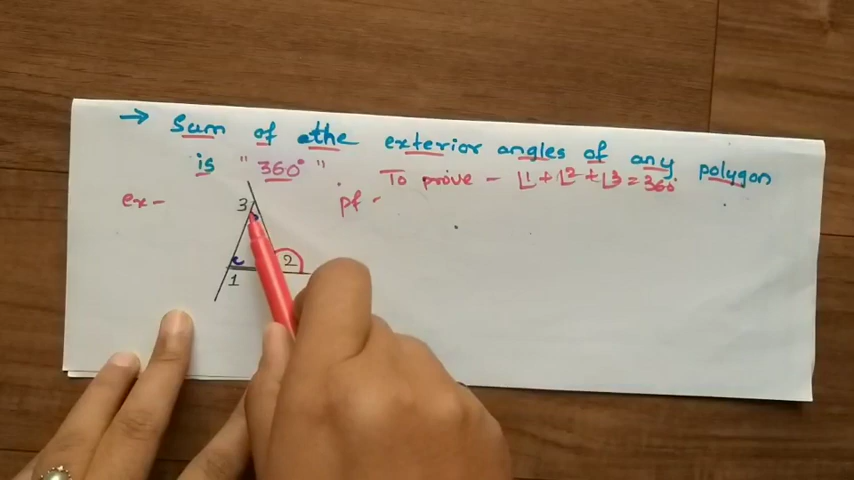 → Sum of the exterior angles of any polygon
is "360°"
To prove - ∠1 + ∠2 + ∠3 = 360°
ex-
3
pf -
2
1